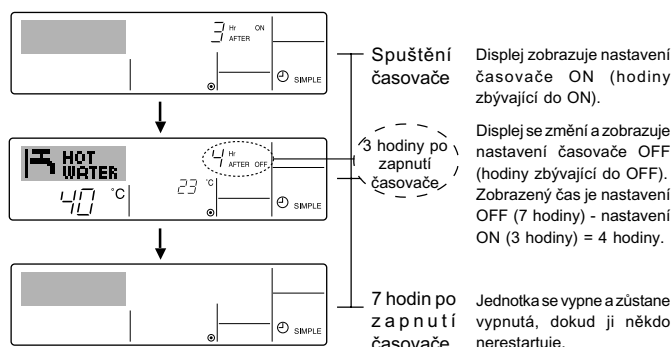 3 Hr ON
AFTER
SIMPLE
Spuštění
časovače
Displej zobrazuje nastavení
časovače ON (hodiny
zbývající do ON).
HOT
WATER
40 °C
23 °C
4 Hr
AFTER OFF
SIMPLE
3 hodiny po
zapnutí
časovače
Displej se změní a zobrazuje
nastavení časovače OFF
(hodiny zbývající do OFF).
Zobrazený čas je nastavení
OFF (7 hodiny) - nastavení
ON (3 hodiny) = 4 hodiny.
SIMPLE
7 hodin po
zapnutí
časovače
Jednotka se vypne a zůstane
vypnutá, dokud ji někdo
nerestartuje.